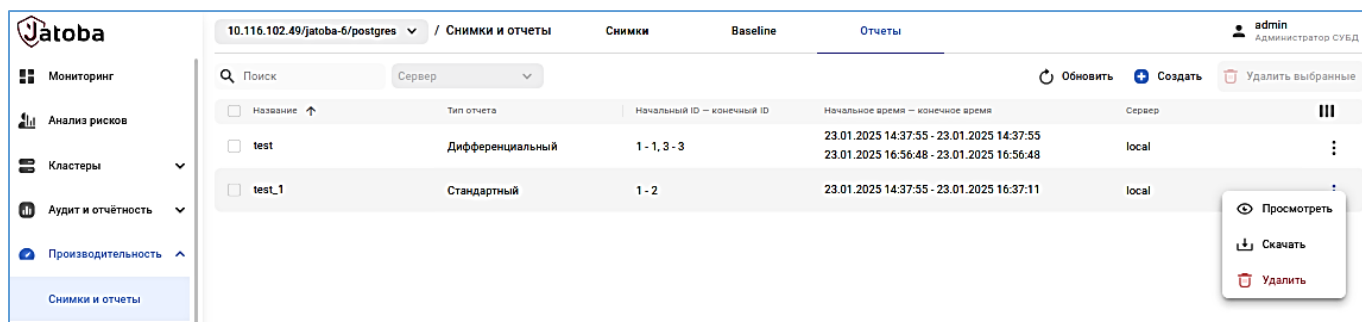 Jatoba
10.116.102.49/jatoba-6/postgres / Снимки и отчеты Снимки Baseline Отчеты
admin
Администратор СУБД
Мониторинг
Анализ рисков
Кластеры
Аудит и отчётность
Производительность
Снимки и отчеты
Поиск Сервер Обновить Создать Удалить выбранные
Название Тип отчета Начальный ID — конечный ID Начальное время — конечное время Сервер
test Дифференциальный 1 - 1, 3 - 3 23.01.2025 14:37:55 - 23.01.2025 14:37:55 local
23.01.2025 16:56:48 - 23.01.2025 16:56:48
test_1 Стандартный 1 - 2 23.01.2025 14:37:55 - 23.01.2025 16:37:11 local
Просмотреть
Скачать
Удалить